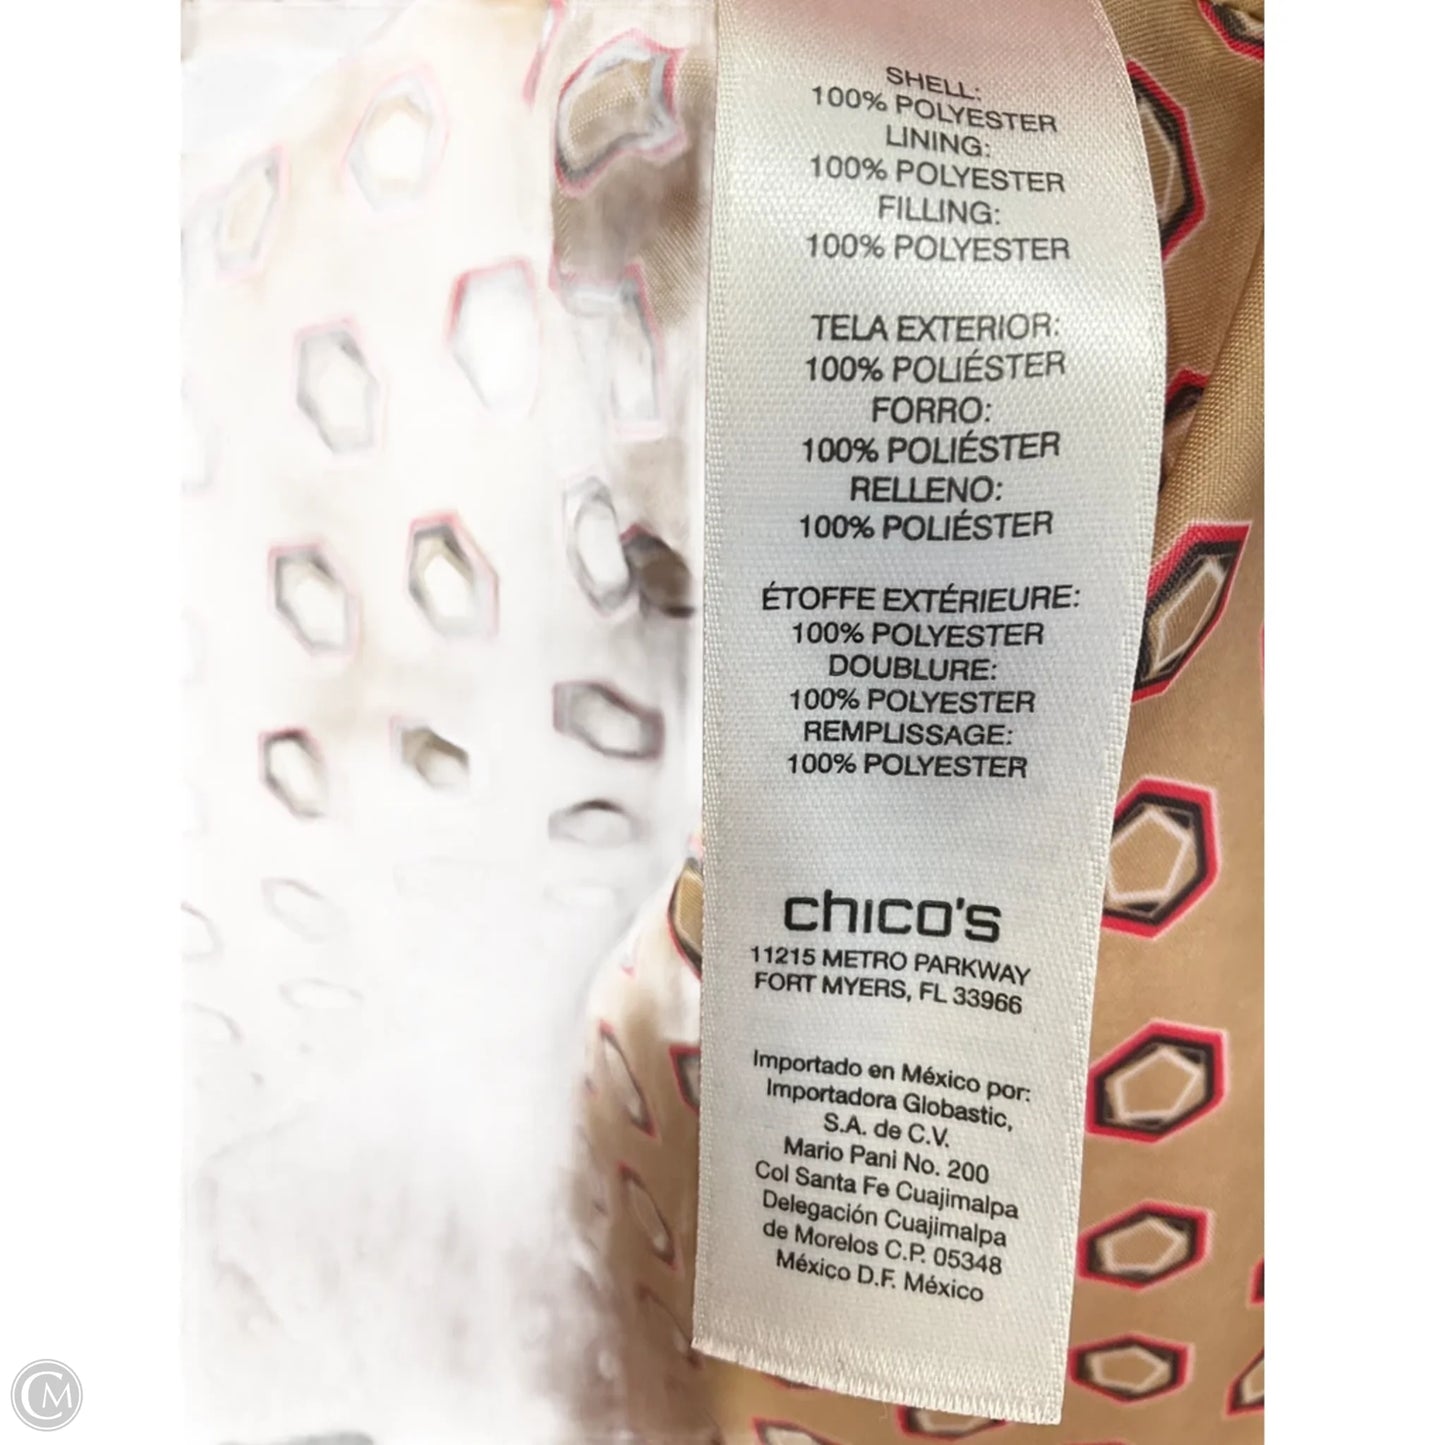 SHELL:
100% POLYESTER
LINING:
100% POLYESTER
FILLING:
100% POLYESTER
TELA EXTERIOR:
100% POLIÉSTER
FORRO:
100% POLIÉSTER
RELLENO:
100% POLIÉSTER
ÉTOFFE EXTÉRIEURE:
100% POLYESTER
DOUBLURE:
100% POLYESTER
REMPLISSAGE:
100% POLYESTER
chico's
11215 METRO PARKWAY
FORT MYERS, FL 33966
Importado en México por:
Importadora Globastic,
S.A. de C.V.
Mario Pani No. 200
Col Santa Fe Cuajimalpa
Delegación Cuajimalpa
de Morelos C.P. 05348
México D.F. México
CM